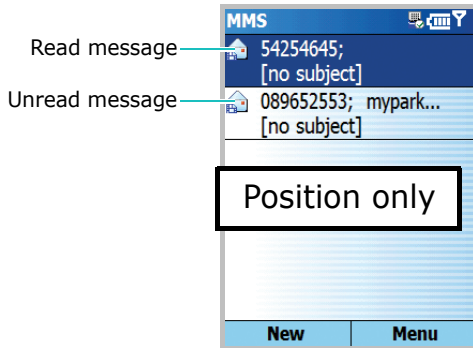 MMS
Read message
54254645;
[no subject]
Unread message
089652553; mypark...
[no subject]
Position only
New Menu